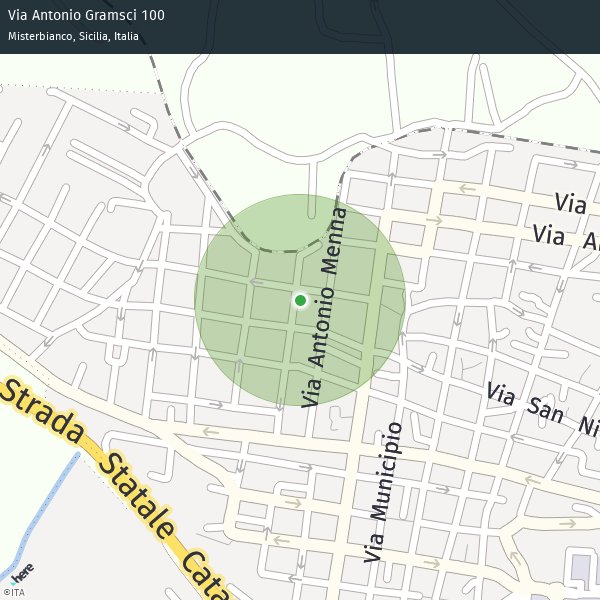 Via Antonio Gramsci 100
Misterbianco, Sicilia, Italia
Via
Via A
Via Antonio Menna
Via San Ni
Via Municipio
Strada Statale Cata
here
©ITA